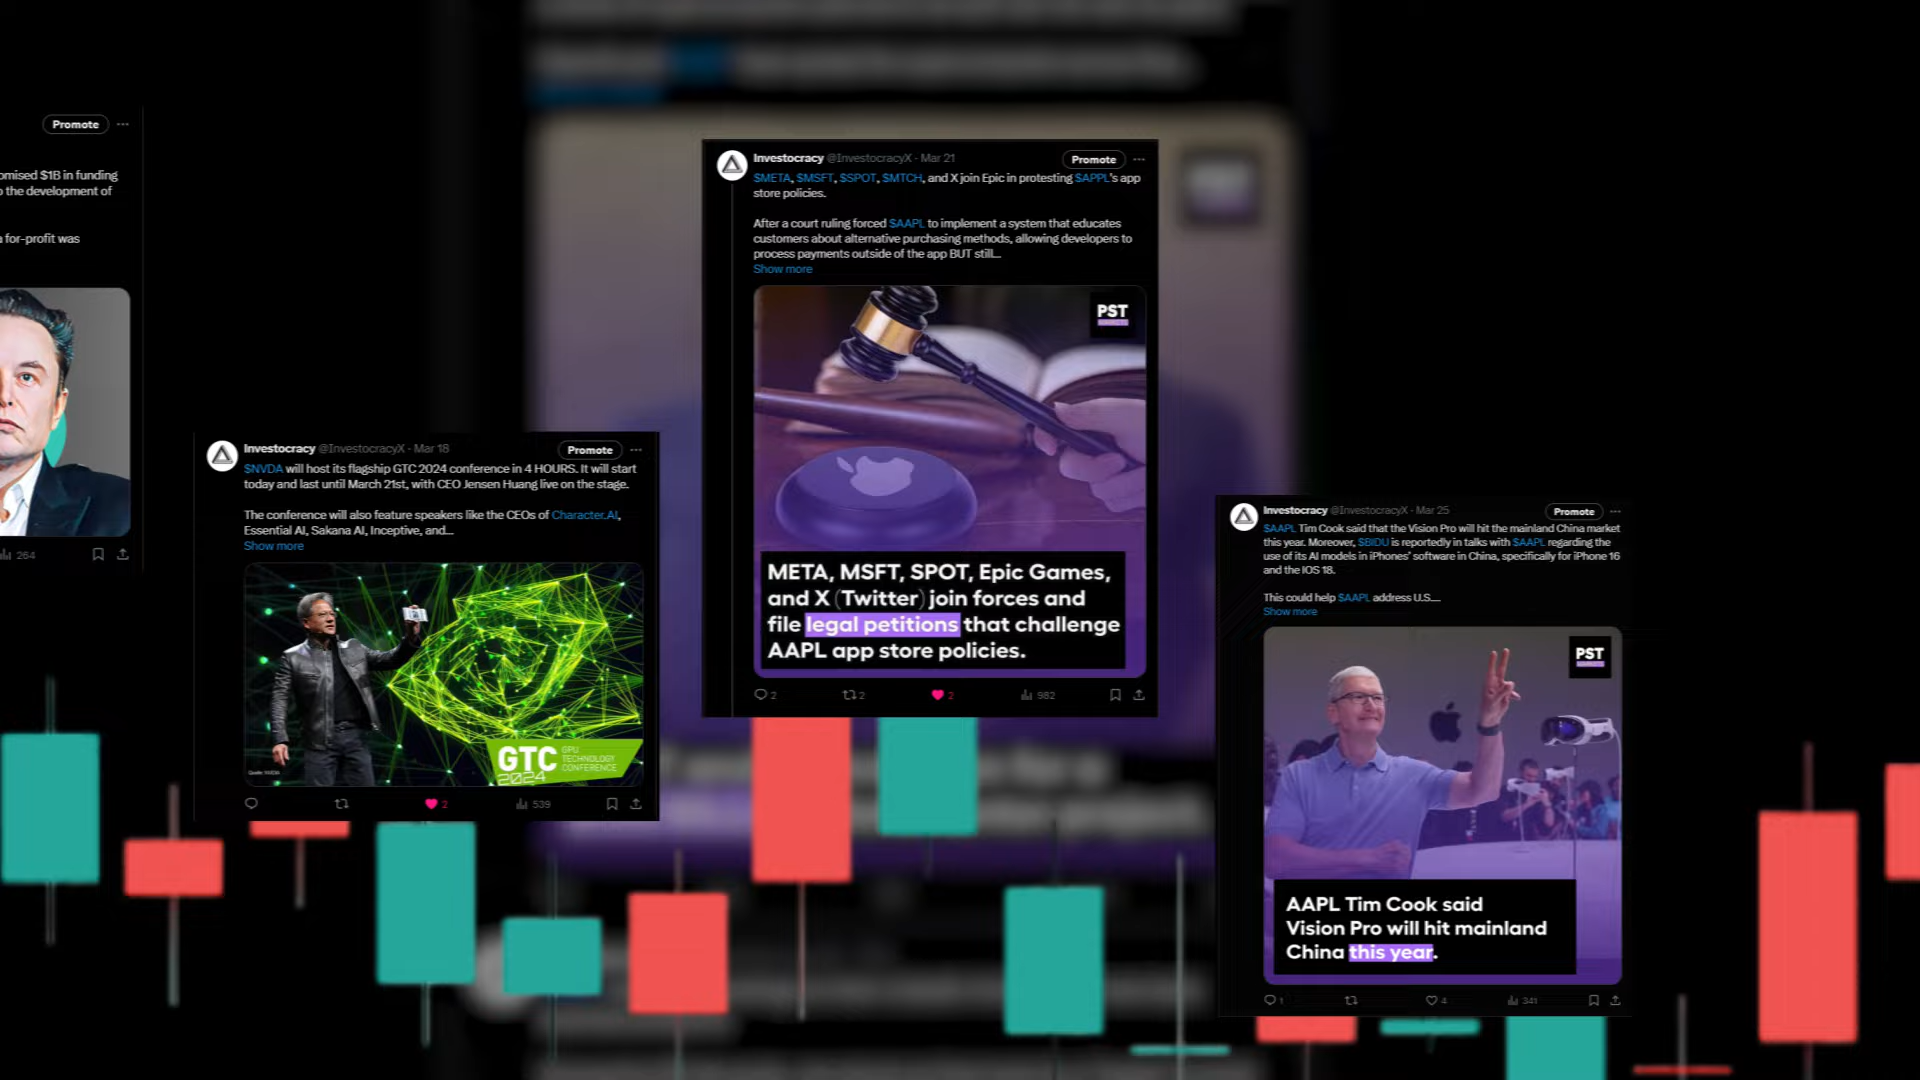 Promote
omised $1B in funding
o the development of
a for-profit was
264
Investocracy @InvestocracyX · Mar 18
Promote
$NVDA will host its flagship GTC 2024 conference in 4 HOURS. It will start
today and last until March 21st, with CEO Jensen Huang live on the stage.
The conference will also feature speakers like the CEOs of Character.AI,
Essential AI, Sakana AI, Inceptive, and...
Show more
GTC
2024
GPU
TECHNOLOGY
CONFERENCE
2
539
Investocracy @InvestocracyX · Mar 21
Promote
$META, $MSFT, $SPOT, $MTCH, and X join Epic in protesting $APPL's app
store policies.
After a court ruling forced $AAPL to implement a system that educates
customers about alternative purchasing methods, allowing developers to
process payments outside of the app BUT still...
Show more
PST
MARKETS
META, MSFT, SPOT, Epic Games,
and X (Twitter) join forces and
file legal petitions that challenge
AAPL app store policies.
2
2
2
982
Investocracy @InvestocracyX · Mar 25
Promote
$AAPL Tim Cook said that the Vision Pro will hit the mainland China market
this year. Moreover, $BIDU is reportedly in talks with $AAPL regarding the
use of its AI models in iPhones' software in China, specifically for iPhone 16
and the IOS 18.
This could help $AAPL address U.S....
Show more
PST
MARKETS
AAPL Tim Cook said
Vision Pro will hit mainland
China this year.
1
4
341